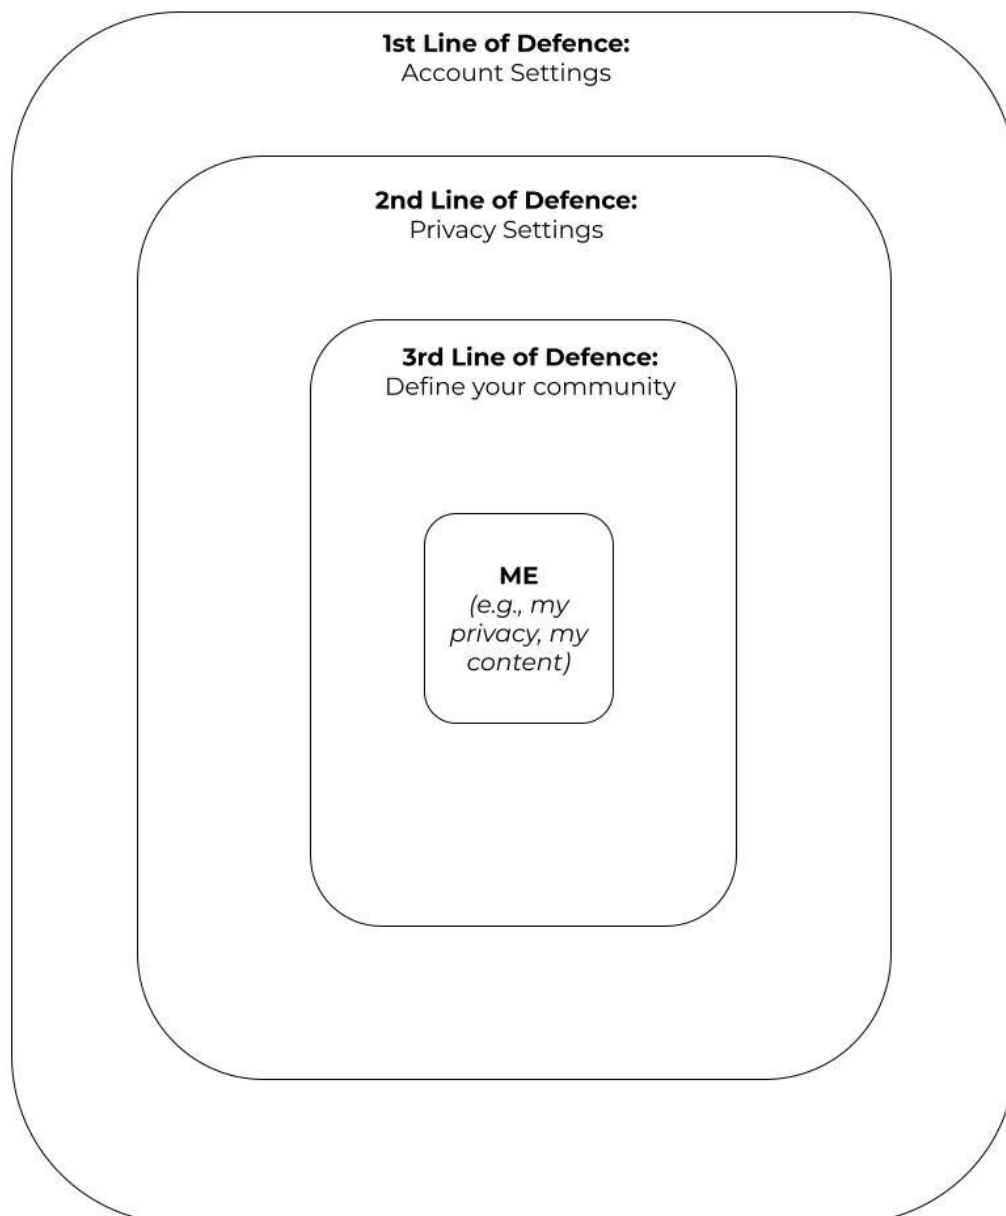 1st Line of Defence:
Account Settings
2nd Line of Defence:
Privacy Settings
3rd Line of Defence:
Define your community
ME
(e.g., my
privacy, my
content)